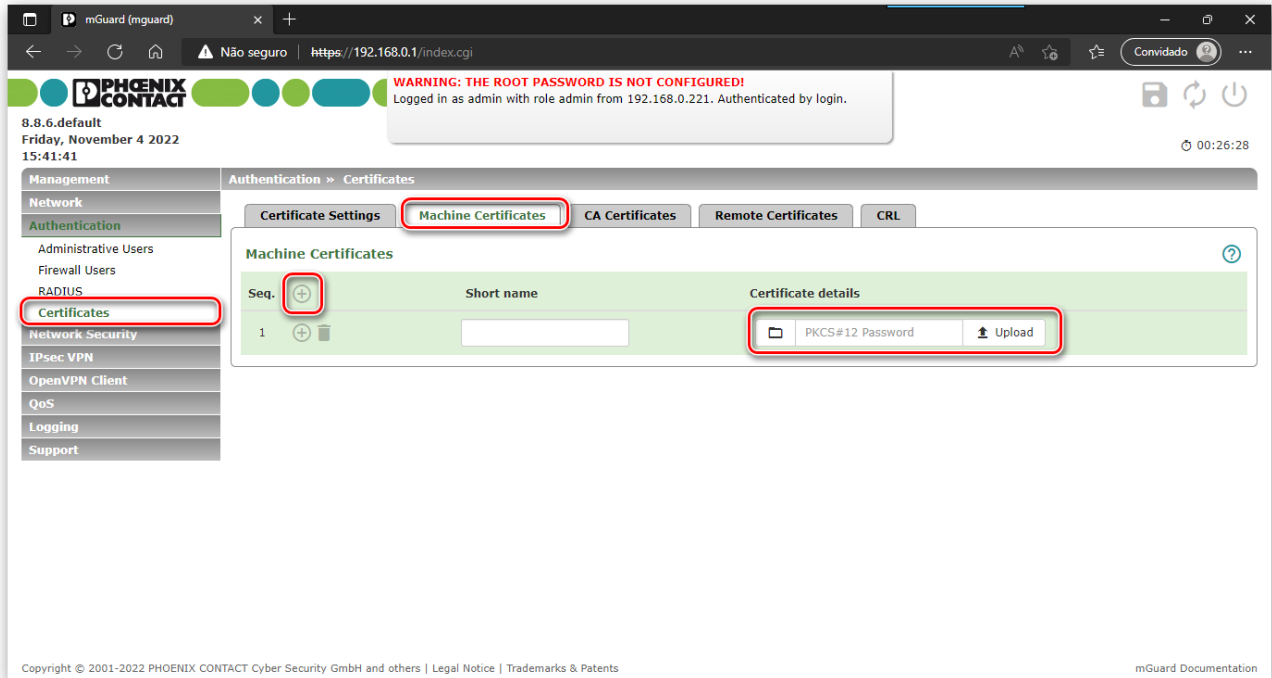 mGuard (mguard)
Não seguro | https://192.168.0.1/index.cgi
Convidado
PHŒNIX
CONTACT
WARNING: THE ROOT PASSWORD IS NOT CONFIGURED!
Logged in as admin with role admin from 192.168.0.221. Authenticated by login.
8.8.6.default
Friday, November 4 2022
15:41:41
00:26:28
Management
Network
Authentication
Administrative Users
Firewall Users
RADIUS
Certificates
Network Security
IPsec VPN
OpenVPN Client
QoS
Logging
Support
Authentication » Certificates
Certificate Settings
Machine Certificates
CA Certificates
Remote Certificates
CRL
Machine Certificates
Seq. Short name Certificate details
1 PKCS#12 Password Upload
Copyright © 2001-2022 PHOENIX CONTACT Cyber Security GmbH and others | Legal Notice | Trademarks & Patents
mGuard Documentation